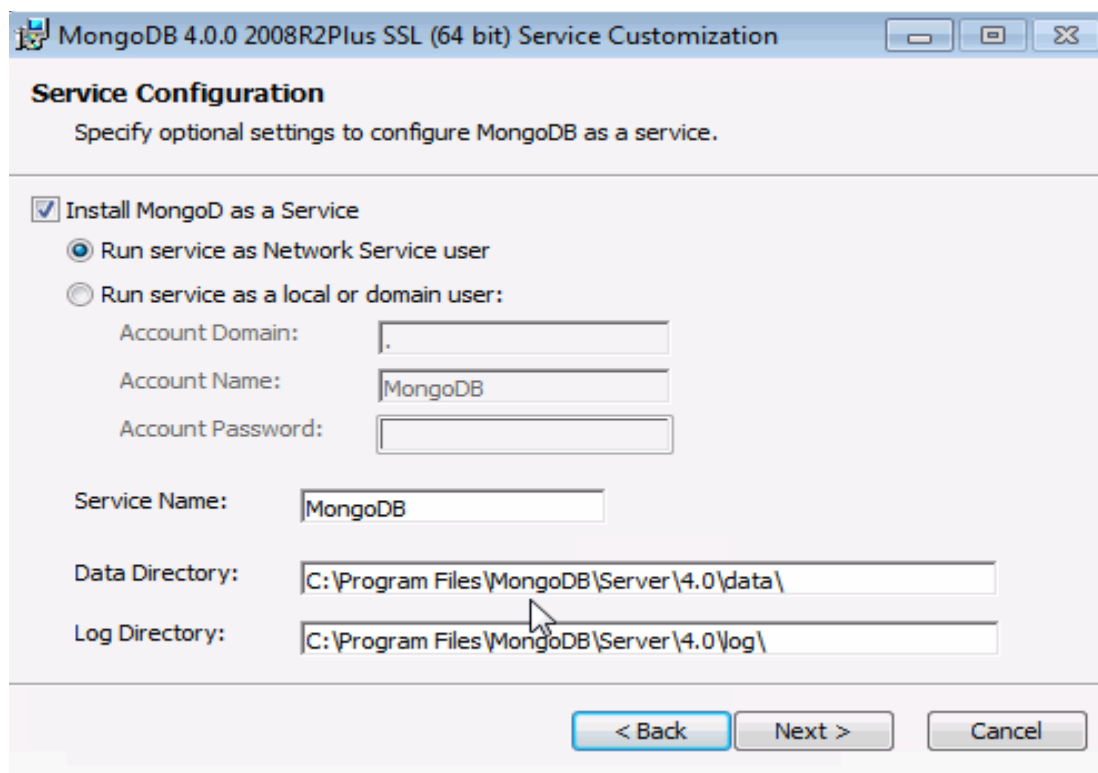 MongoDB 4.0.0 2008R2Plus SSL (64 bit) Service Customization
Service Configuration
Specify optional settings to configure MongoDB as a service.
Install MongoD as a Service
Run service as Network Service user
Run service as a local or domain user:
Account Domain: .
Account Name: MongoDB
Account Password:
Service Name: MongoDB
Data Directory: C:\Program Files\MongoDB\Server\4.0\data\
Log Directory: C:\Program Files\MongoDB\Server\4.0\log\
< Back Next > Cancel